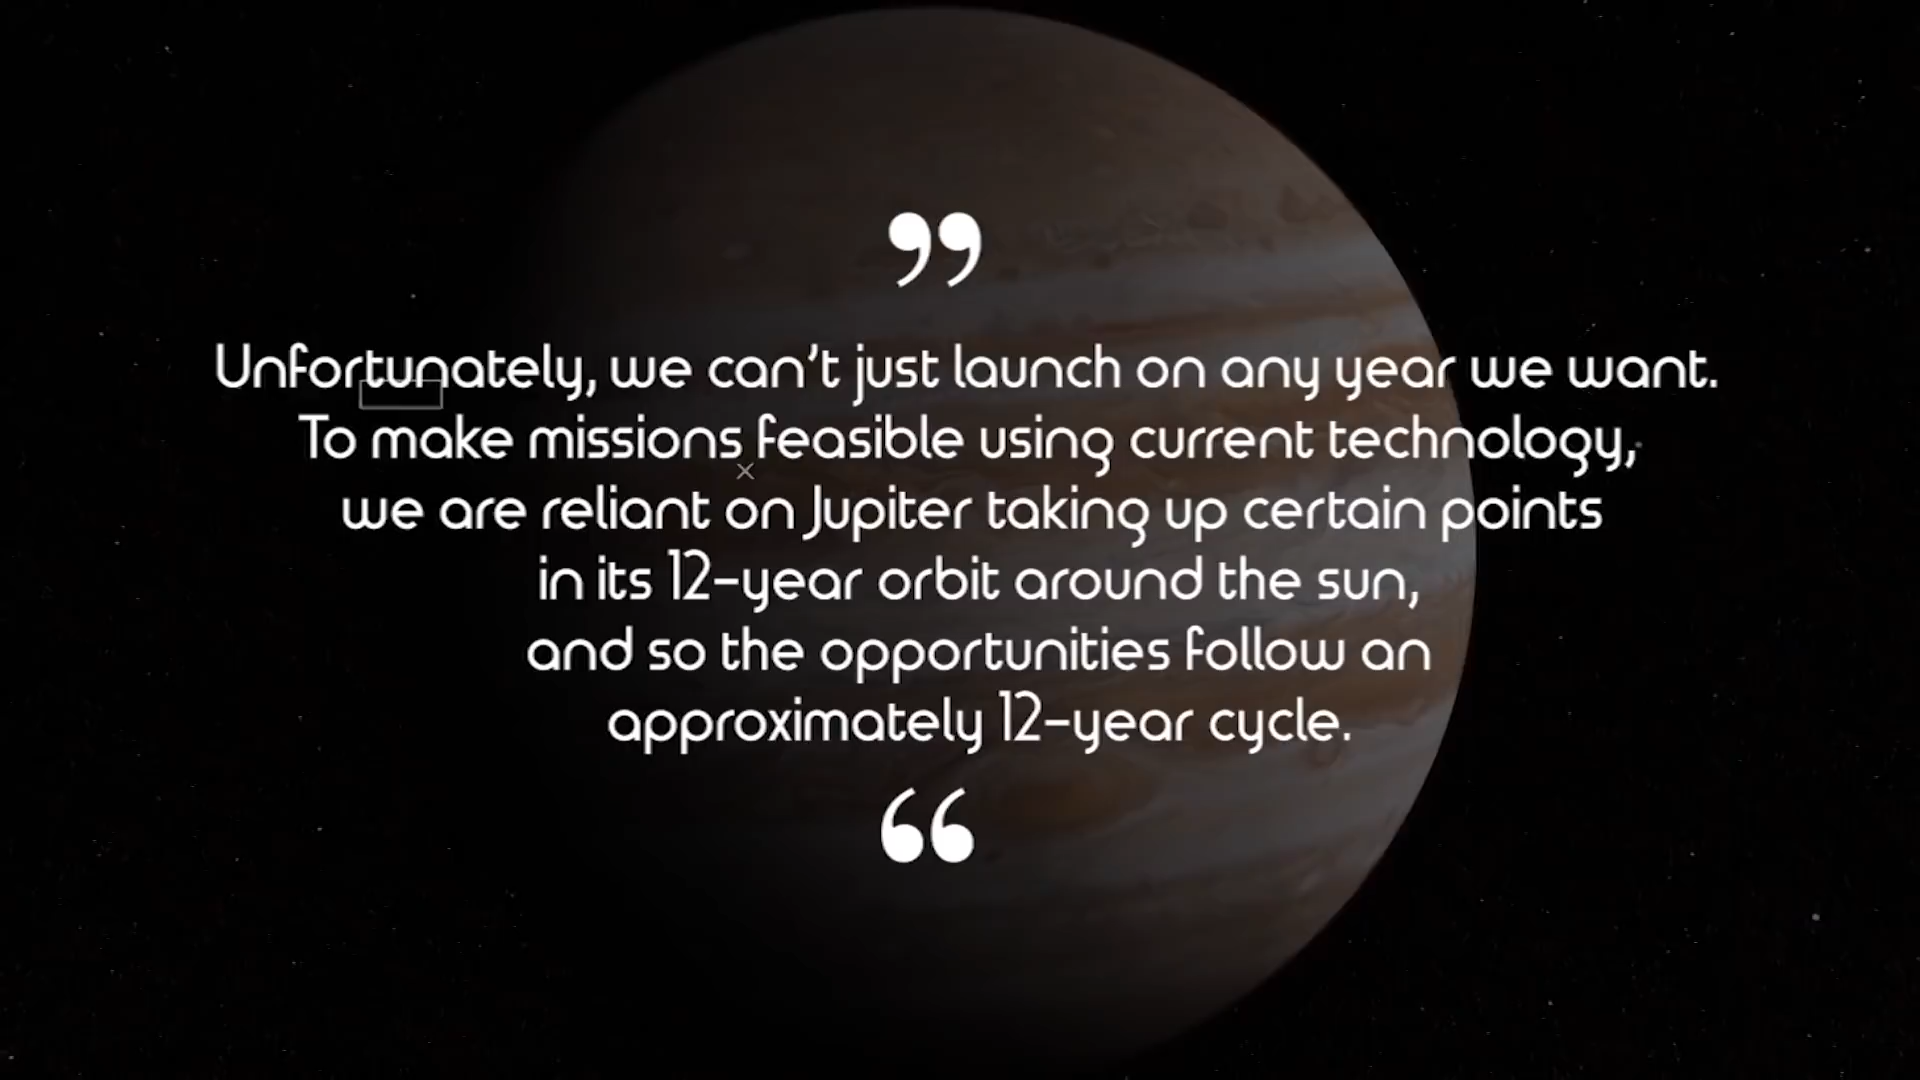 ”
Unfortunately, we can’t just launch on any year we want.
To make missions feasible using current technology,
we are reliant on Jupiter taking up certain points
in its 12-year orbit around the sun,
and so the opportunities follow an
approximately 12-year cycle.
“